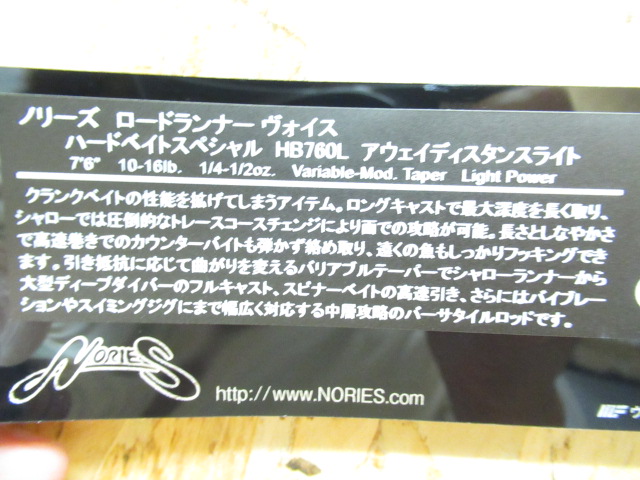 ノリーズ ロードランナー ヴォイス
ハードベイトスペシャル HB760L アウェイディスタンスライト
7'6" 10-16lb. 1/4-1/2oz. Variable-Mod. Taper Light Power
クランクベイトの性能を拡げてしまうアイテム。ロングキャストで最大深度を長く取り、
シャローでは圧倒的なトレースコースチェンジにより面での攻略が可能。長さとしなやかさ
で高速巻きでのカウンターバイトも弾かず絡め取り、遠くの魚もしっかりフッキングでき
ます。引き抵抗に応じて曲がりを変えるバリアブルテーパーでシャローランナーから
大型ディープダイバーのフルキャスト、スピナーベイトの高速引き、さらにはバイブレー
ションやスイミングジグにまで幅広く対応する中層攻略のバーサタイルロッドです。
NORIES
http://www.NORIES.com